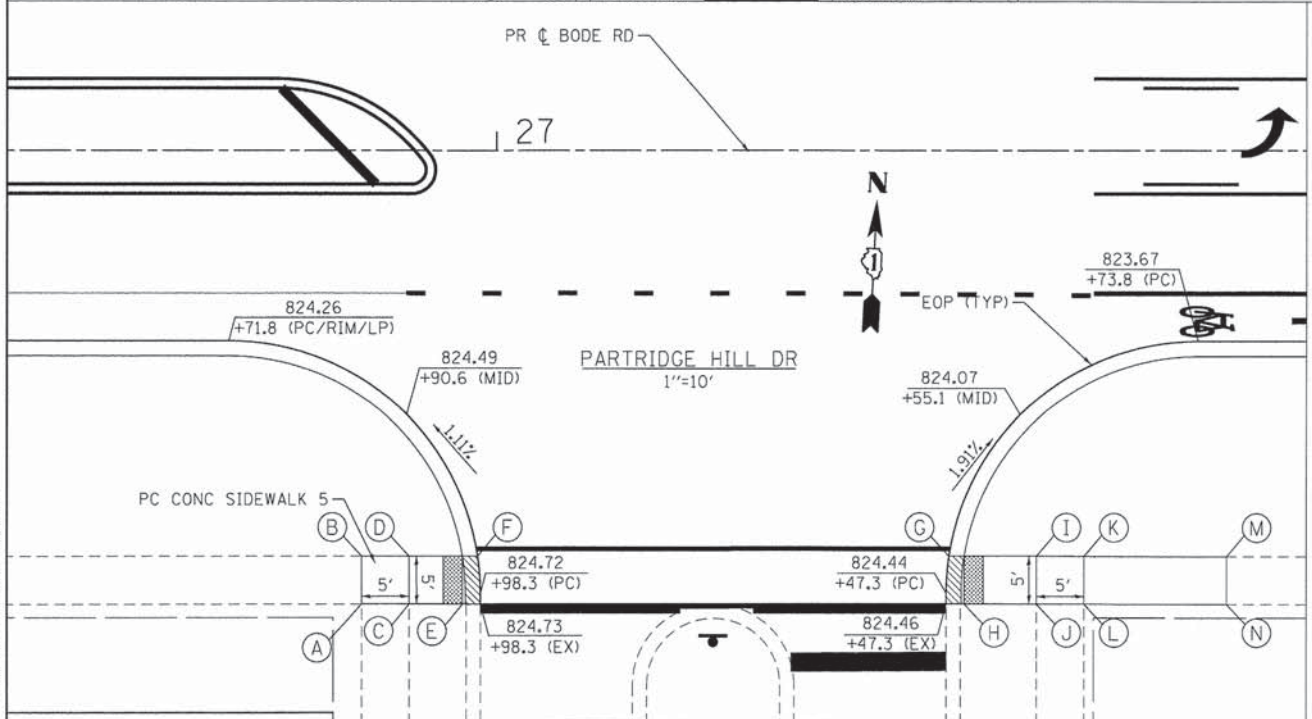 PR ℄ BODE RD
27
N
1
823.67
+73.8 (PC)
824.26
+71.8 (PC/RIM/LP)
EOP (TYP)
824.49
+90.6 (MID)
PARTRIDGE HILL DR
1"=10'
824.07
+55.1 (MID)
1.11%
1.91%
PC CONC SIDEWALK 5
B
D
F
G
I
K
M
824.72
+98.3 (PC)
824.44
+47.3 (PC)
5'
5'
5'
5'
A
C
E
824.73
+98.3 (EX)
824.46
+47.3 (EX)
H
J
L
N